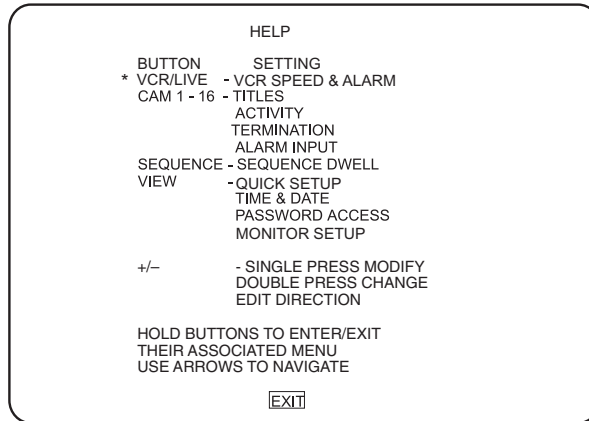 HELP
BUTTON SETTING
* VCR/LIVE - VCR SPEED & ALARM
CAM 1 - 16 - TITLES
ACTIVITY
TERMINATION
ALARM INPUT
SEQUENCE - SEQUENCE DWELL
VIEW - QUICK SETUP
TIME & DATE
PASSWORD ACCESS
MONITOR SETUP
+/– - SINGLE PRESS MODIFY
DOUBLE PRESS CHANGE
EDIT DIRECTION
HOLD BUTTONS TO ENTER/EXIT
THEIR ASSOCIATED MENU
USE ARROWS TO NAVIGATE
EXIT